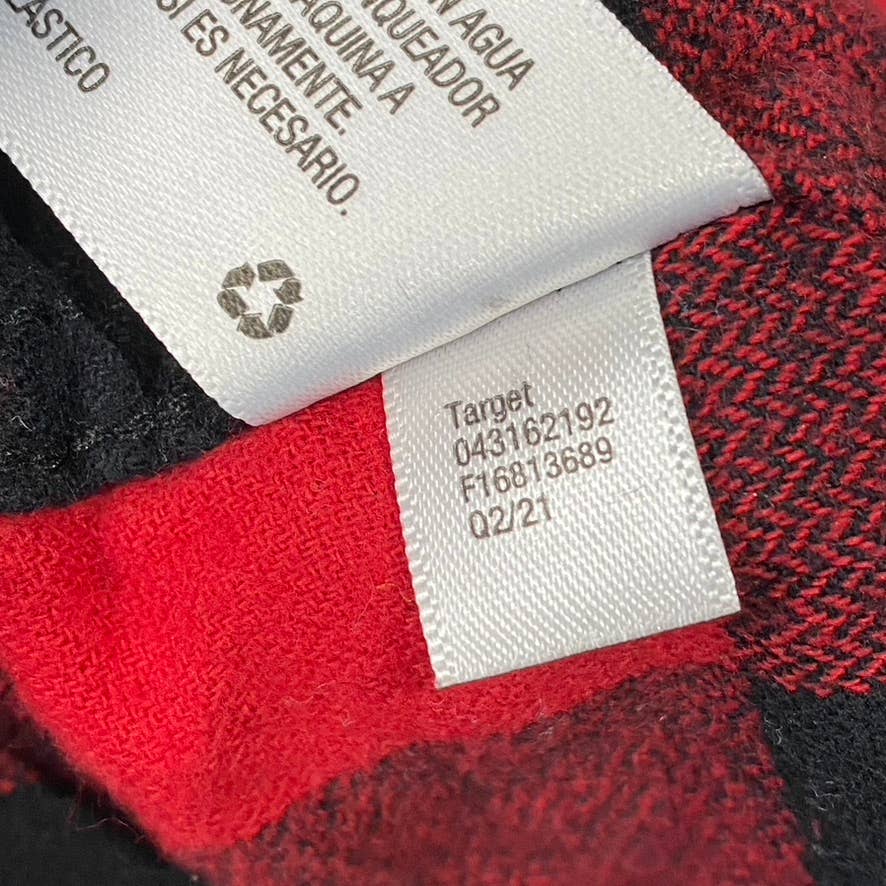 N AGUA
NQUEADOR
AQUINA A
ONAMENTE.
SI ES NECESARIO.
ASTICO
Target
043162192
F16813689
Q2/21